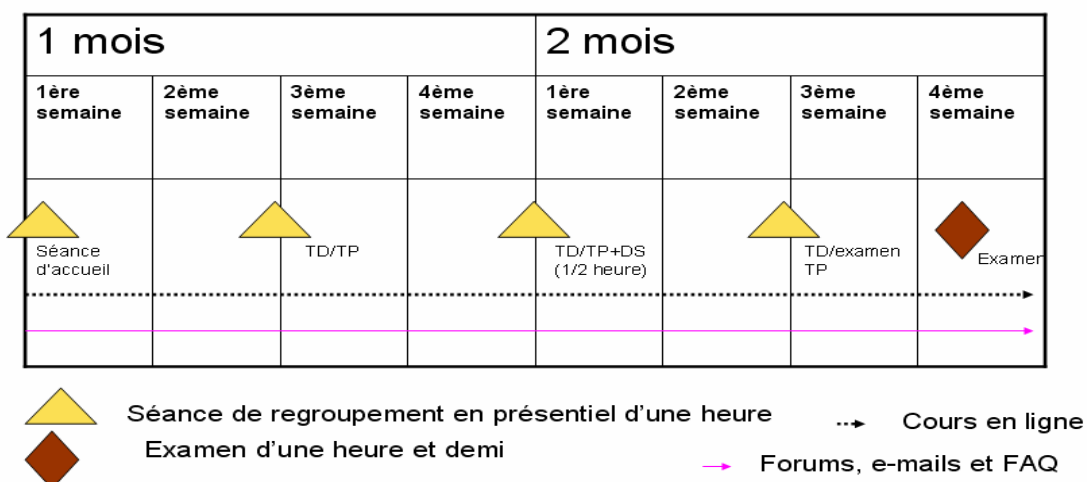 1 mois
2 mois
1ère
semaine
2ème
semaine
3ème
semaine
4ème
semaine
1ère
semaine
2ème
semaine
3ème
semaine
4ème
semaine
Séance
d'accueil
TD/TP
TD/TP+DS
(1/2 heure)
TD/examen
TP
Examen
Séance de regroupement en présentiel d'une heure
Cours en ligne
Examen d'une heure et demi
Forums, e-mails et FAQ